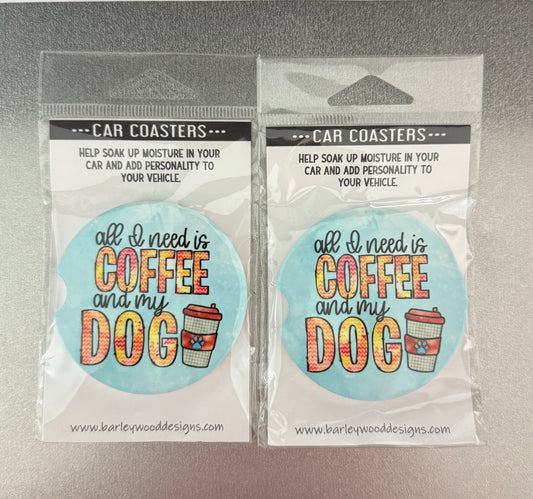 ---CAR COASTERS---
HELP SOAK UP MOISTURE IN YOUR
CAR AND ADD PERSONALITY TO
YOUR VEHICLE.
all I need is
COFFEE
and my
DOG
www.barleywooddesigns.com
---CAR COASTERS---
HELP SOAK UP MOISTURE IN YOUR
CAR AND ADD PERSONALITY TO
YOUR VEHICLE.
all I need is
COFFEE
and my
DOG
www.barleywooddesigns.com